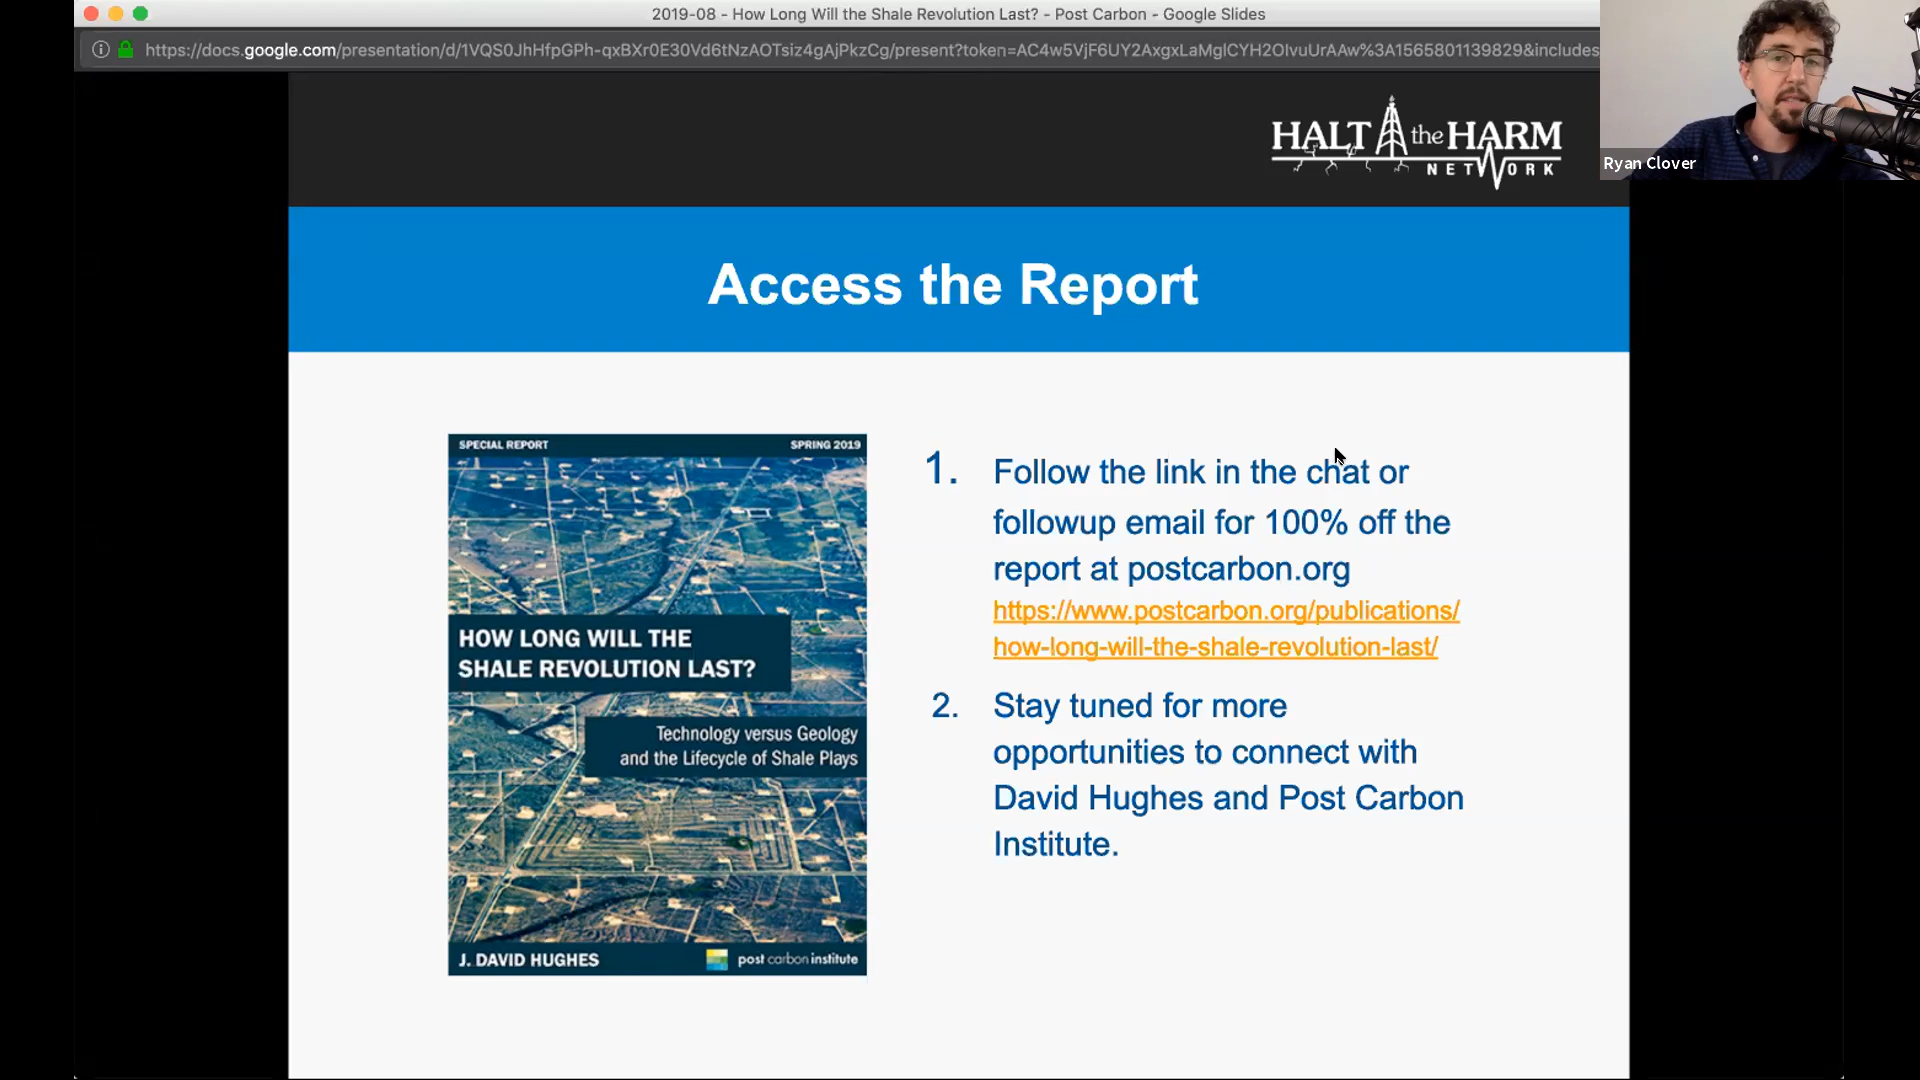 2019-08 - How Long Will the Shale Revolution Last? - Post Carbon - Google Slides
https://docs.google.com/presentation/d/1VQS0JhHfpGPh-qxBXr0E30Vd6tNzAOTsiz4gAjPkzCg/present?token=AC4w5VjF6UY2AxgxLaMglCYH2OlvuUrAAw%3A1565801139829&includes
HALT the HARM
NETWORK
Ryan Clover
Access the Report
SPECIAL REPORT SPRING 2019
HOW LONG WILL THE
SHALE REVOLUTION LAST?
Technology versus Geology
and the Lifecycle of Shale Plays
J. DAVID HUGHES post carbon institute
1. Follow the link in the chat or
followup email for 100% off the
report at postcarbon.org
https://www.postcarbon.org/publications/
how-long-will-the-shale-revolution-last/
2. Stay tuned for more
opportunities to connect with
David Hughes and Post Carbon
Institute.